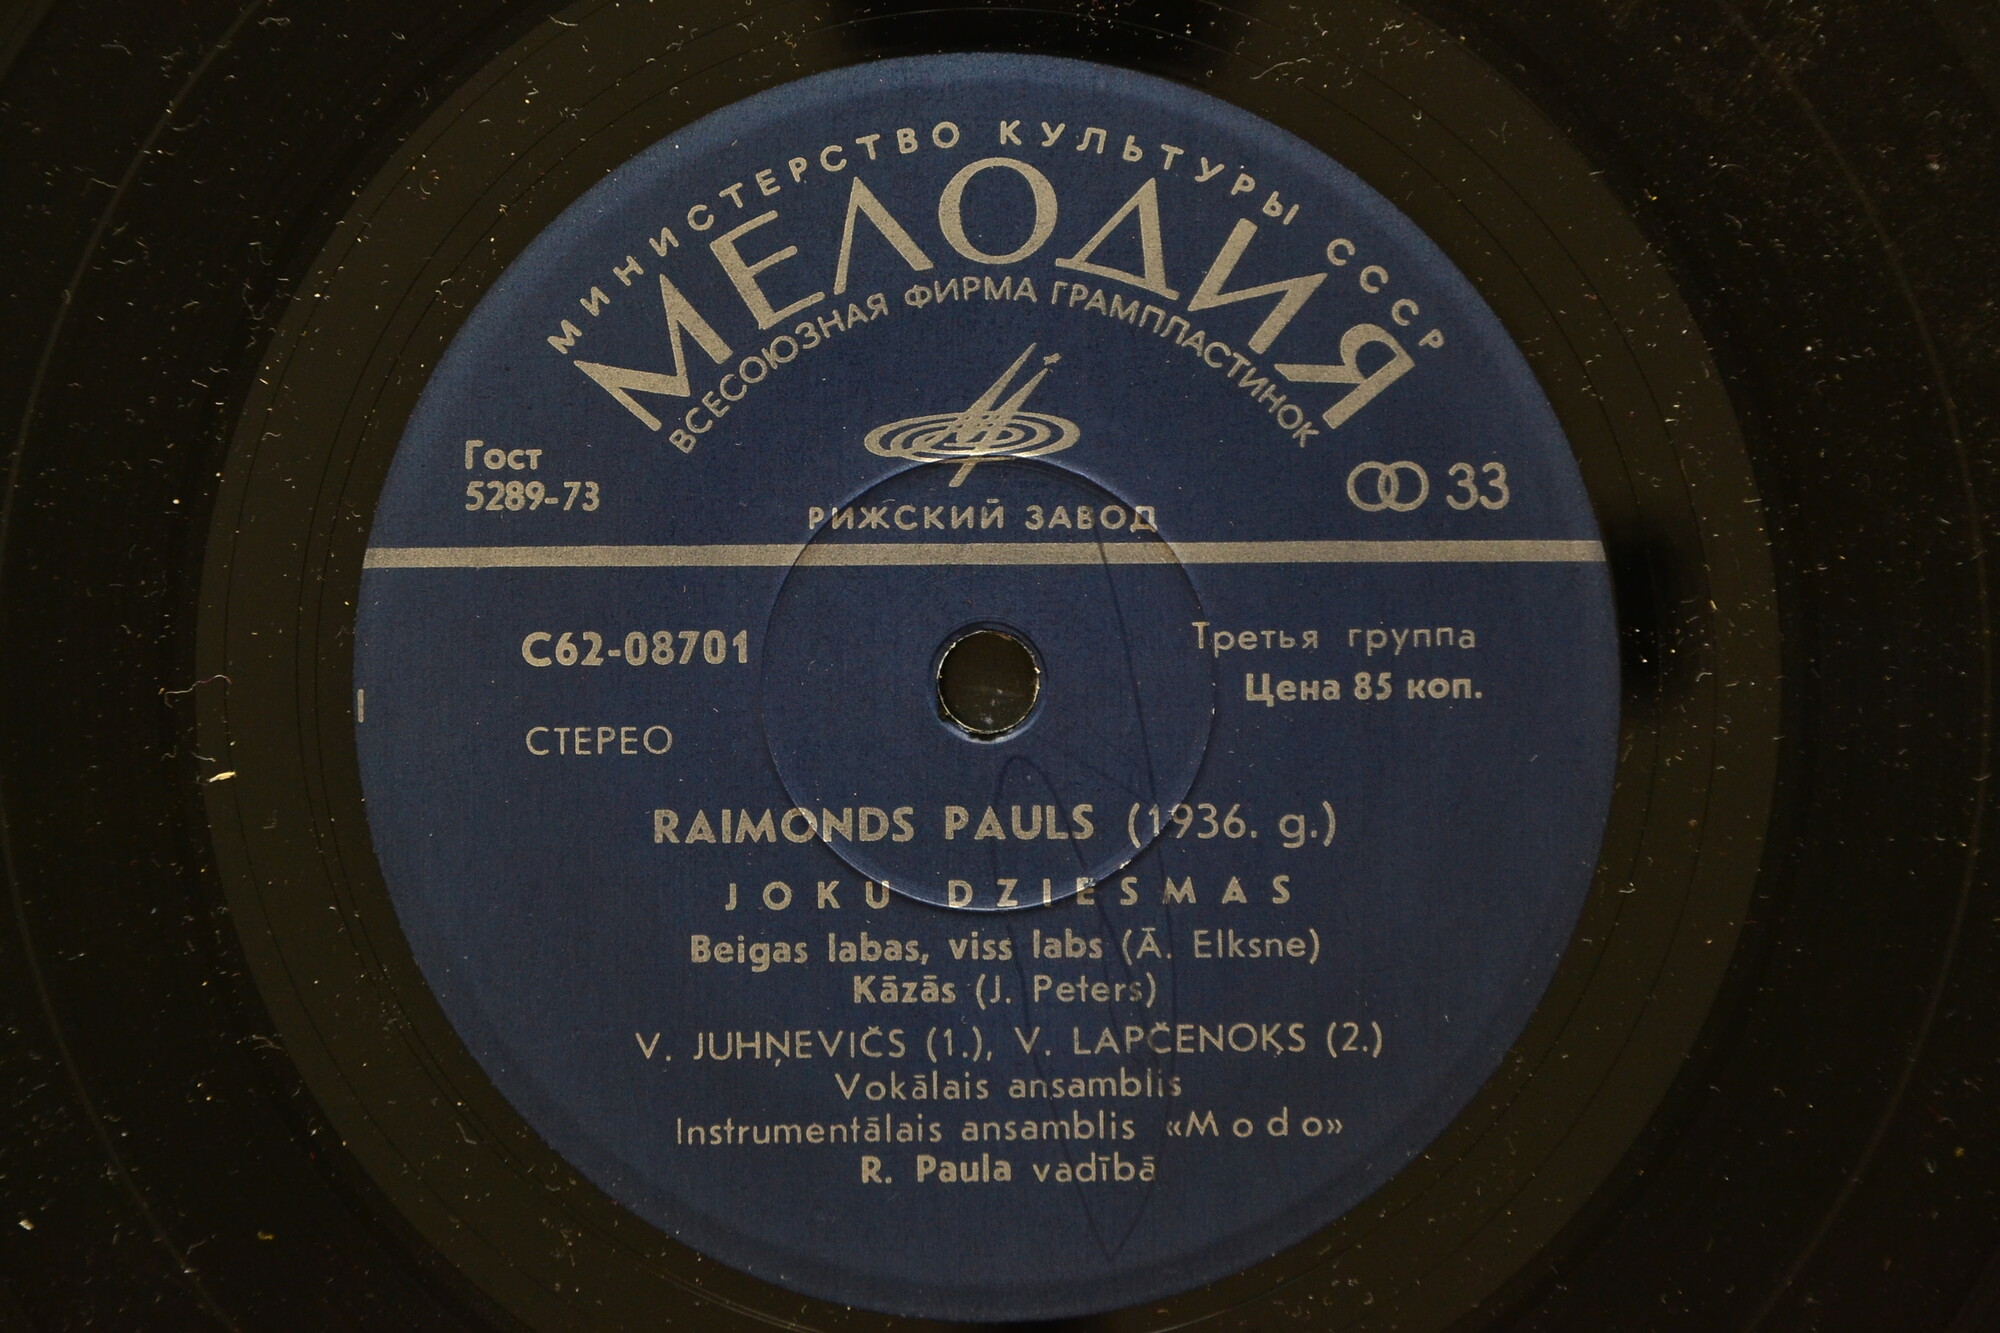 МИНИСТЕРСТВО КУЛЬТУРЫ СССР
МЕЛОДИЯ
ВСЕСОЮЗНАЯ ФИРМА ГРАМПЛАСТИНОК
Гост
5289-73
33
РИЖСКИЙ ЗАВОД
С62-08701
Третья группа
Цена 85 коп.
СТЕРЕО
RAIMONDS PAULS (1936. g.)
JOKU DZIESMAS
Beigas labas, viss labs (Ā. Elksne)
Kāzās (J. Peters)
V. JUHŅEVIČS (1.), V. LAPČENOĶS (2.)
Vokālais ansamblis
Instrumentālais ansamblis «Modo»
R. Paula vadībā